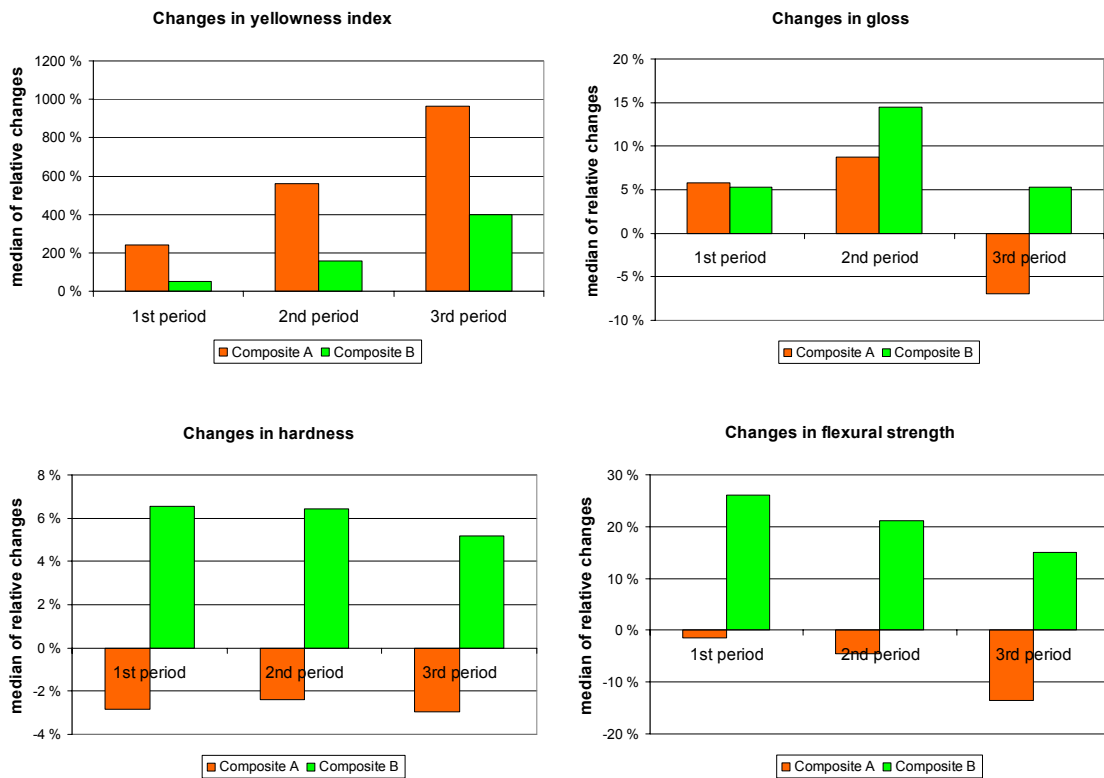 Changes in yellowness index
median of relative changes
1200 %
1000 %
800 %
600 %
400 %
200 %
0 %
1st period
2nd period
3rd period
Composite A
Composite B
Changes in gloss
median of relative changes
20 %
15 %
10 %
5 %
0 %
-5 %
-10 %
1st period
2nd period
3rd period
Composite A
Composite B
Changes in hardness
median of relative changes
8 %
6 %
4 %
2 %
0 %
-2 %
-4 %
1st period
2nd period
3rd period
Composite A
Composite B
Changes in flexural strength
median of relative changes
30 %
20 %
10 %
0 %
-10 %
-20 %
1st period
2nd period
3rd period
Composite A
Composite B